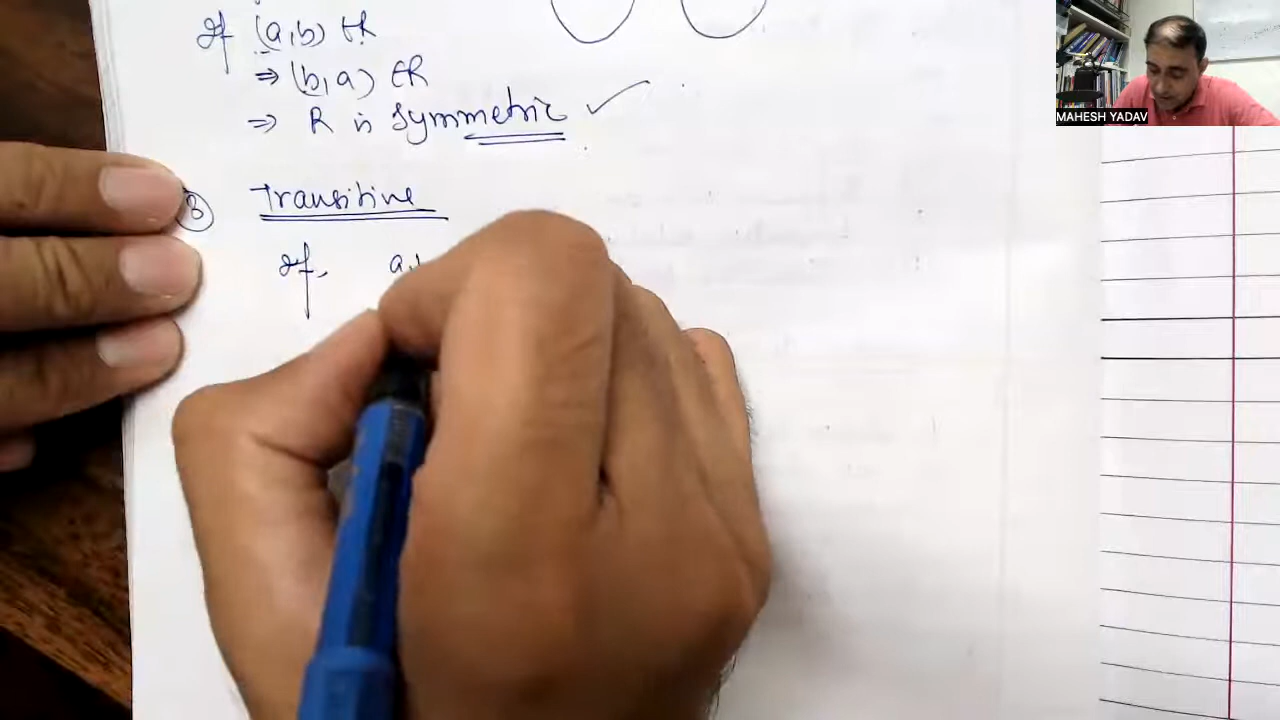 If (a,b) ∈R
⇒ (b,a) ∈R
⇒ R is symmetric ✓
③ Transitive
If, a,
MAHESH YADAV